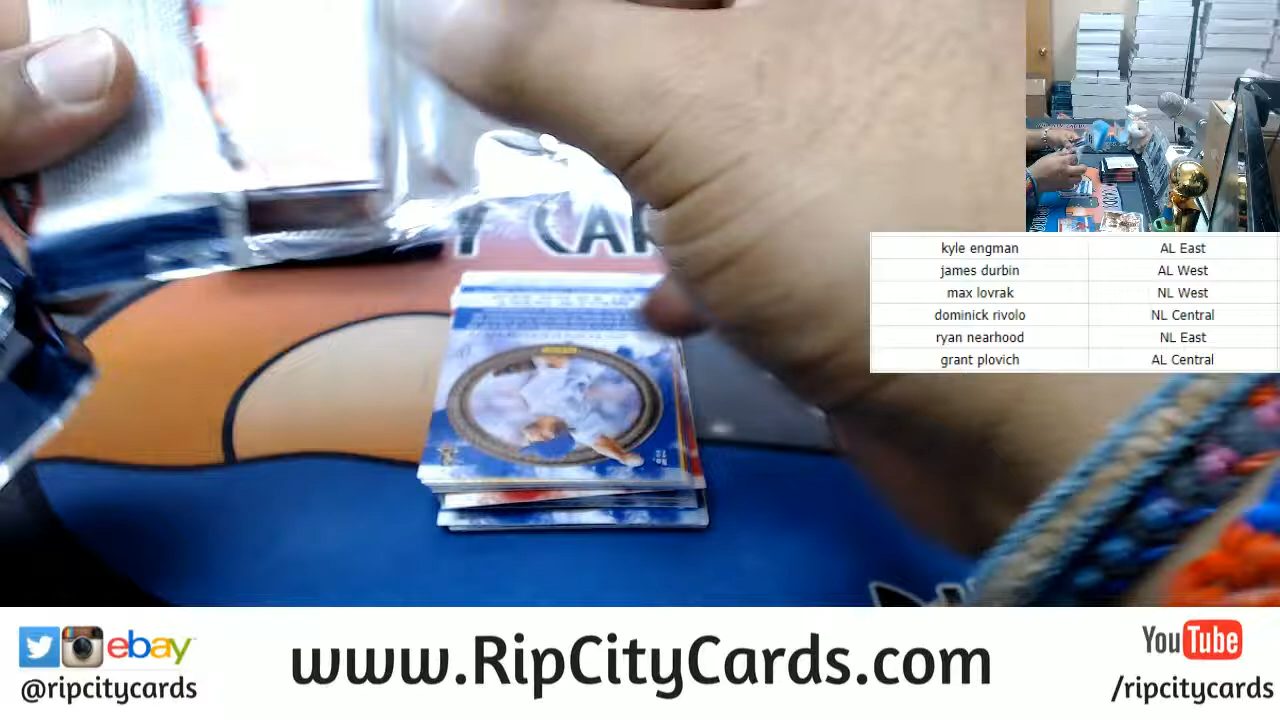 Y CAR
kyle engman AL East
james durbin AL West
max lovrak NL West
dominick rivolo NL Central
ryan nearhood NL East
grant plovich AL Central
ebay
@ripcitycards
www.RipCityCards.com
YouTube
/ripcitycards